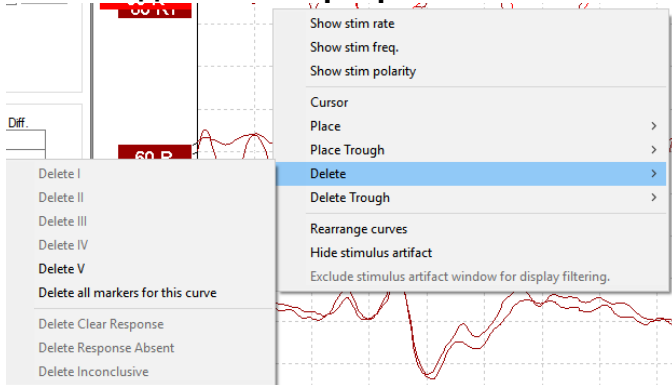 Show stim rate
Show stim freq.
Show stim polarity
Cursor
Diff.
Place
Place Trough
60 R
Delete I
Delete
Delete II
Delete Trough
Delete III
Rearrange curves
Delete IV
Hide stimulus artifact
Delete V
Exclude stimulus artifact window for display filtering.
Delete all markers for this curve
Delete Clear Response
Delete Response Absent
Delete Inconclusive